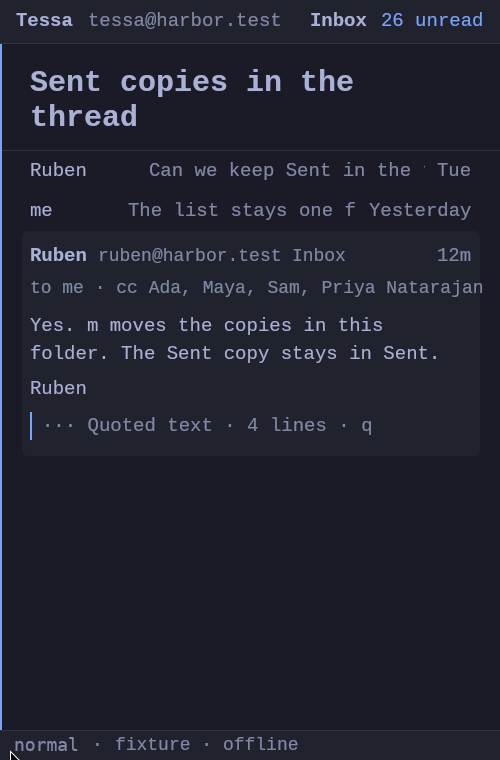 Tessa tessa@harbor.test Inbox 26 unread
Sent copies in the
thread
Ruben Can we keep Sent in the Tue
me The list stays one f Yesterday
Ruben ruben@harbor.test Inbox 12m
to me · cc Ada, Maya, Sam, Priya Natarajan
Yes. m moves the copies in this
folder. The Sent copy stays in Sent.
Ruben
··· Quoted text · 4 lines · q
normal · fixture · offline